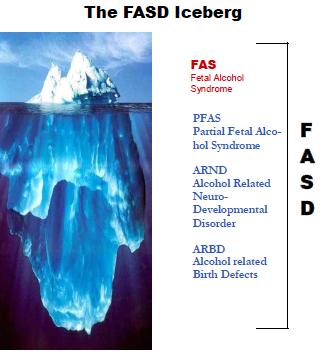 The FASD Iceberg
FAS
Fetal Alcohol
Syndrome
PFAS
Partial Fetal Alco-
hol Syndrome
ARND
Alcohol Related
Neuro-
Developmental
Disorder
ARBD
Alcohol related
Birth Defects
F
A
S
D